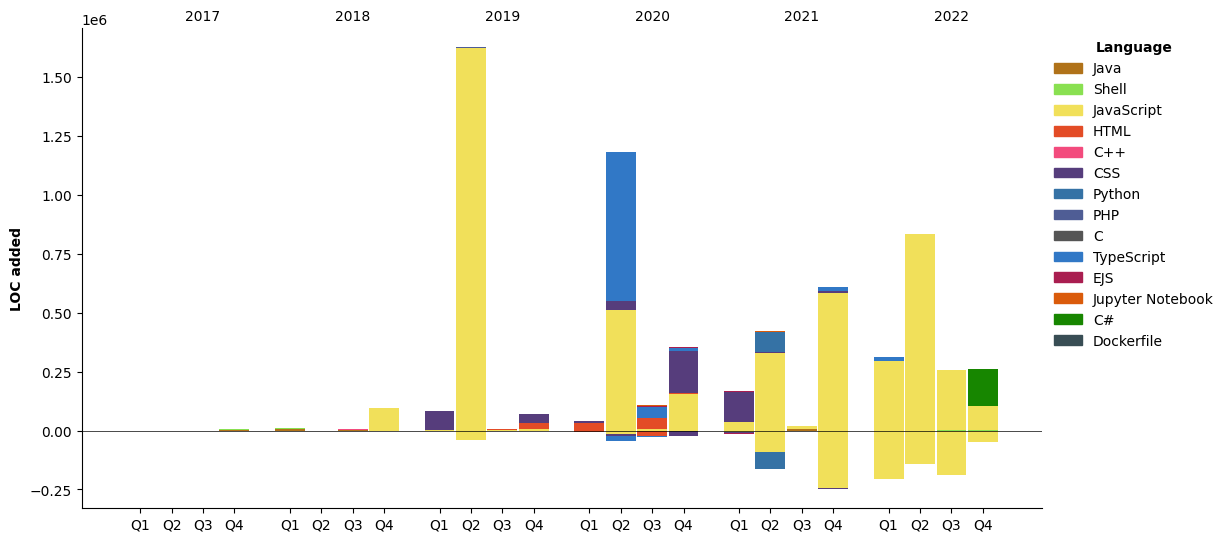 2017 2018 2019 2020 2021 2022
1e6
1.50
1.25
1.00
0.75
0.50
0.25
0.00
−0.25
LOC added
Q1 Q2 Q3 Q4 Q1 Q2 Q3 Q4 Q1 Q2 Q3 Q4 Q1 Q2 Q3 Q4 Q1 Q2 Q3 Q4 Q1 Q2 Q3 Q4
Language
Java
Shell
JavaScript
HTML
C++
CSS
Python
PHP
C
TypeScript
EJS
Jupyter Notebook
C#
Dockerfile